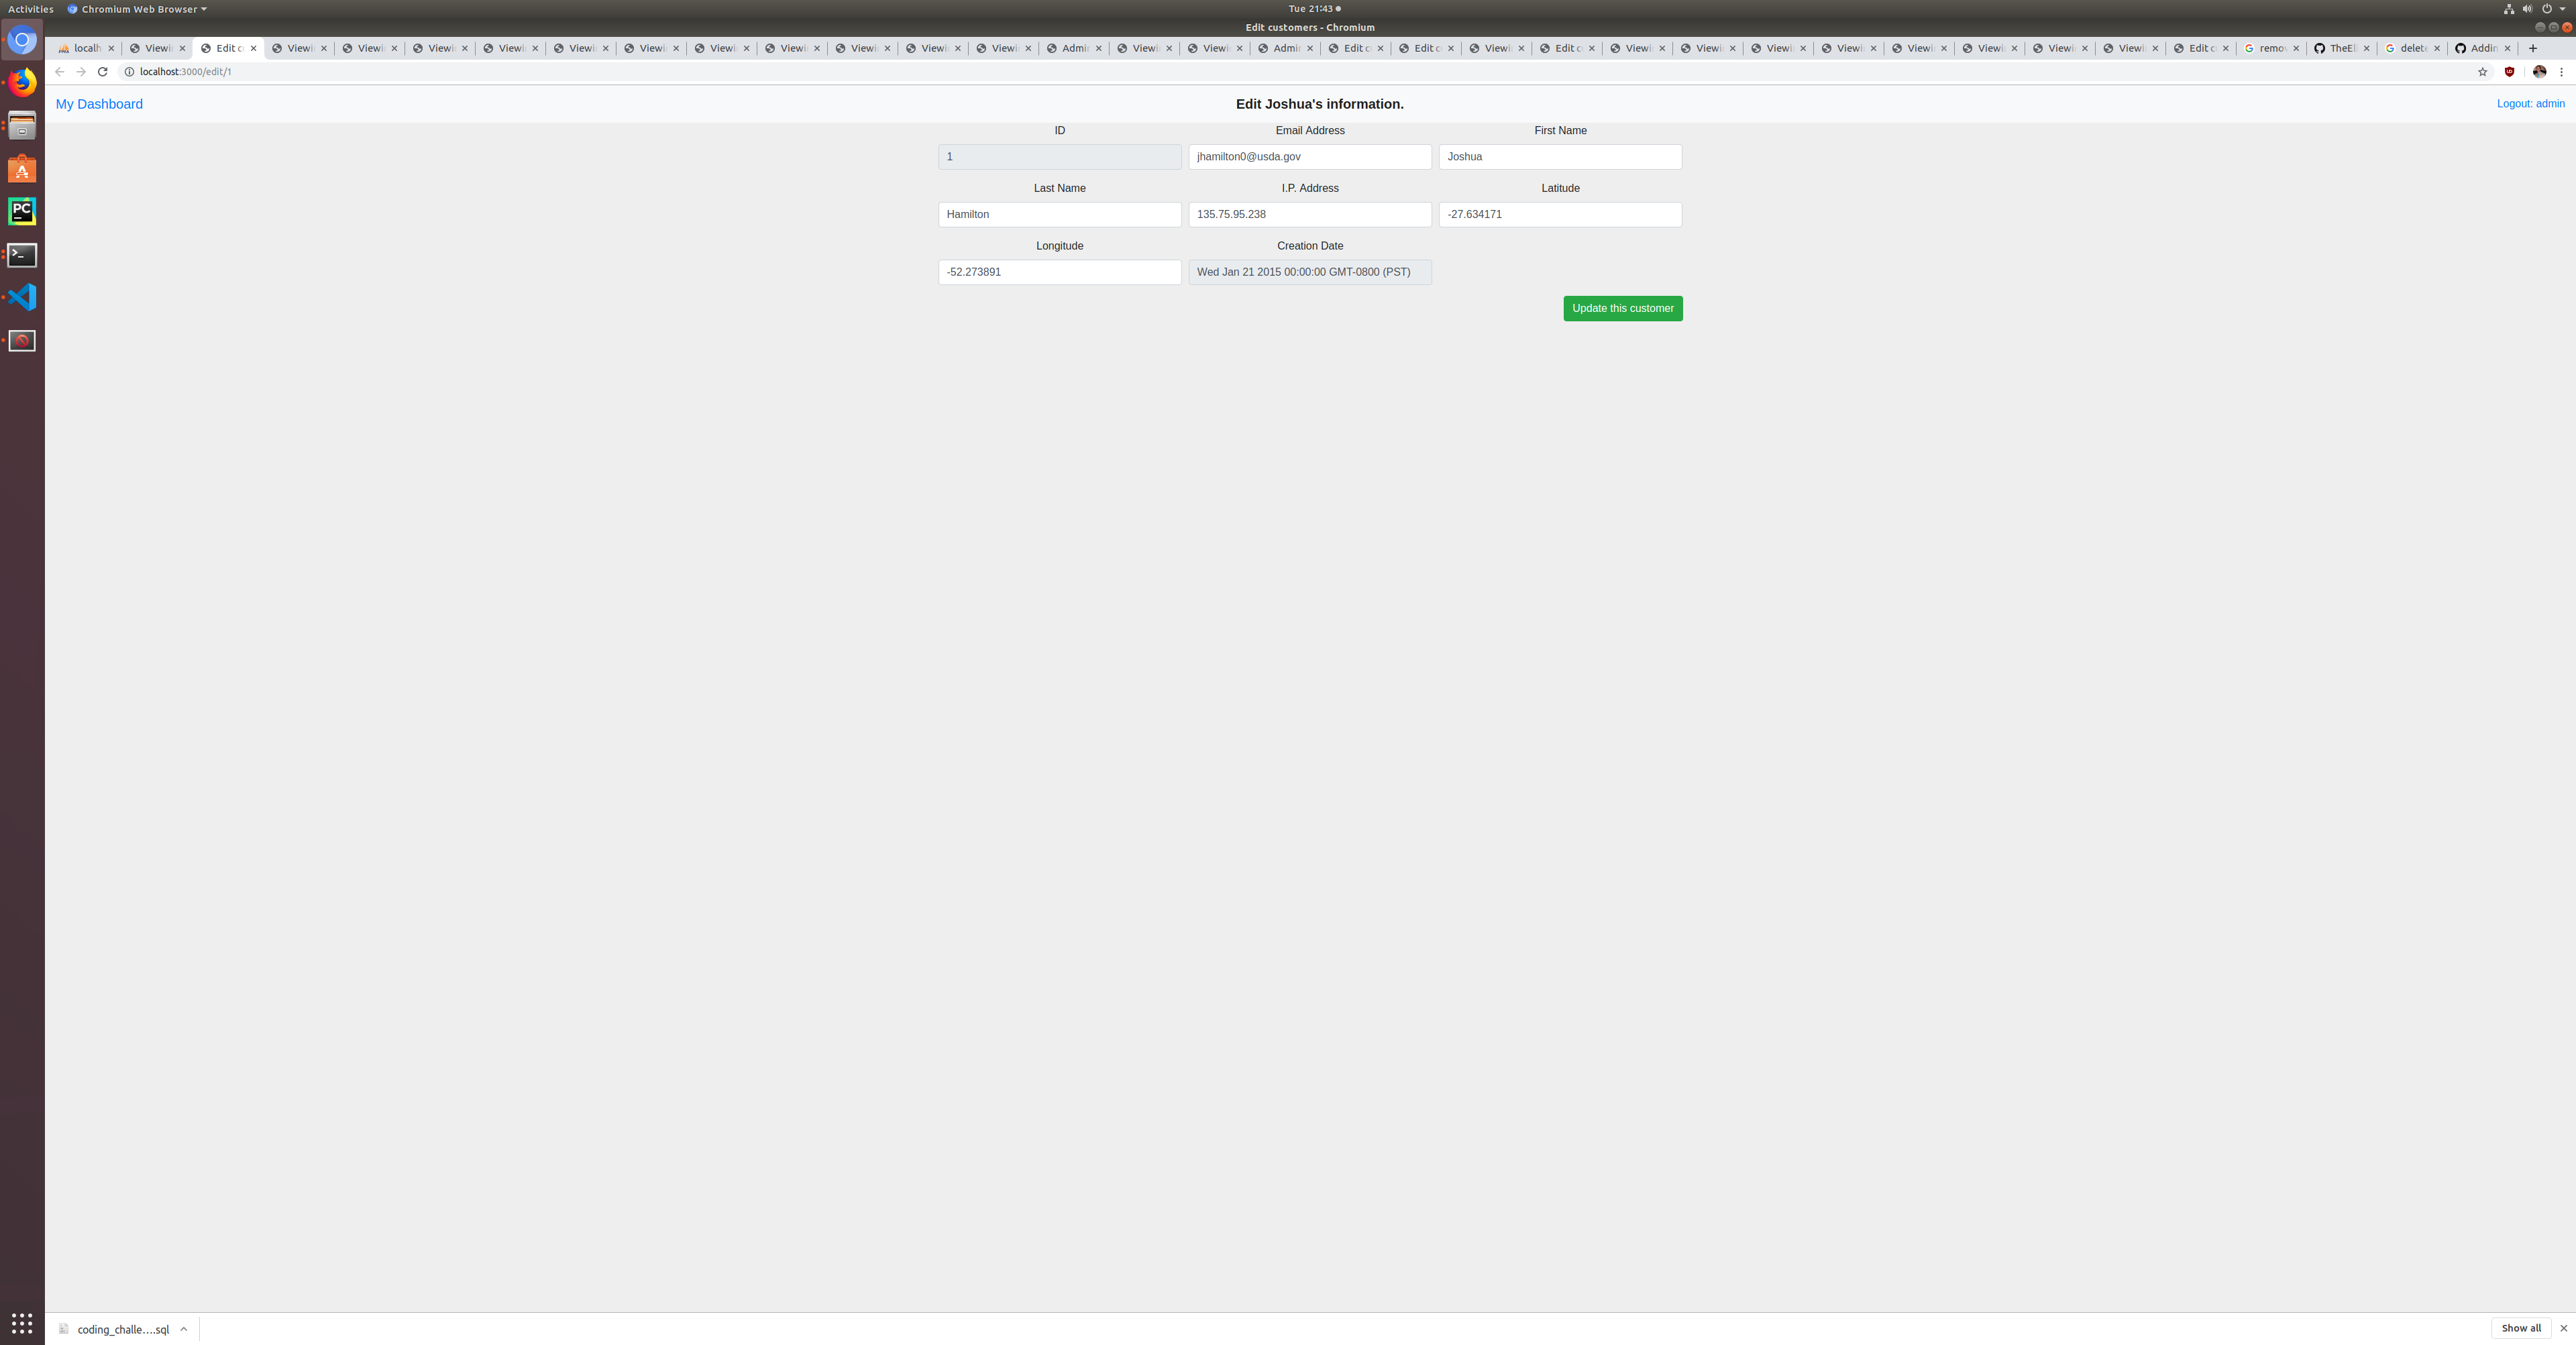 Activities Chromium Web Browser Tue 21:43
Edit customers - Chromium
localh Viewi Edit c Viewi Viewi Viewi Viewi Viewi Viewi Viewi Viewi Viewi Viewi Viewi Admi Viewi Viewi Admi Edit c Edit c Viewi Edit c Viewi Viewi Viewi Viewi Viewi Viewi Viewi Viewi Edit c remo TheEl delet Addin
localhost:3000/edit/1
My Dashboard Edit Joshua's information. Logout: admin
ID Email Address First Name
1 jhamilton0@usda.gov Joshua
Last Name I.P. Address Latitude
Hamilton 135.75.95.238 -27.634171
Longitude Creation Date
-52.273891 Wed Jan 21 2015 00:00:00 GMT-0800 (PST)
Update this customer
PC
coding_challe....sql Show all